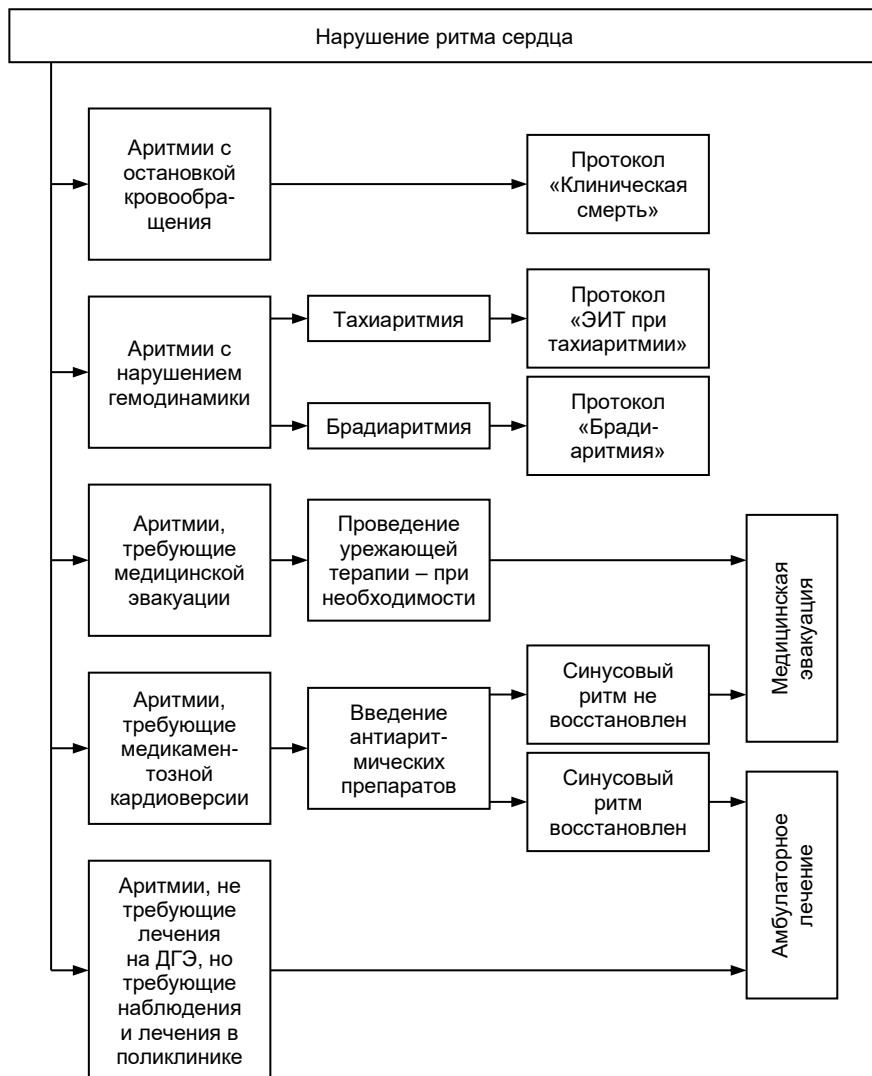 Нарушение ритма сердца
Аритмии с
остановкой
кровообра-
щения
Протокол
«Клиническая
смерть»
Аритмии с
нарушением
гемодинамики
Тахиаритмия
Протокол
«ЭИТ при
тахиаритмии»
Брадиаритмия
Протокол
«Бради-
аритмия»
Аритмии,
требующие
медицинской
эвакуации
Проведение
урежающей
терапии – при
необходимости
Медицинская
эвакуация
Аритмии,
требующие
медикамен-
тозной
кардиоверсии
Введение
антиарит-
мических
препаратов
Синусовый
ритм не
восстановлен
Синусовый
ритм
восстановлен
Амбулаторное
лечение
Аритмии, не
требующие
лечения
на ДГЭ, но
требующие
наблюдения
и лечения в
поликлинике